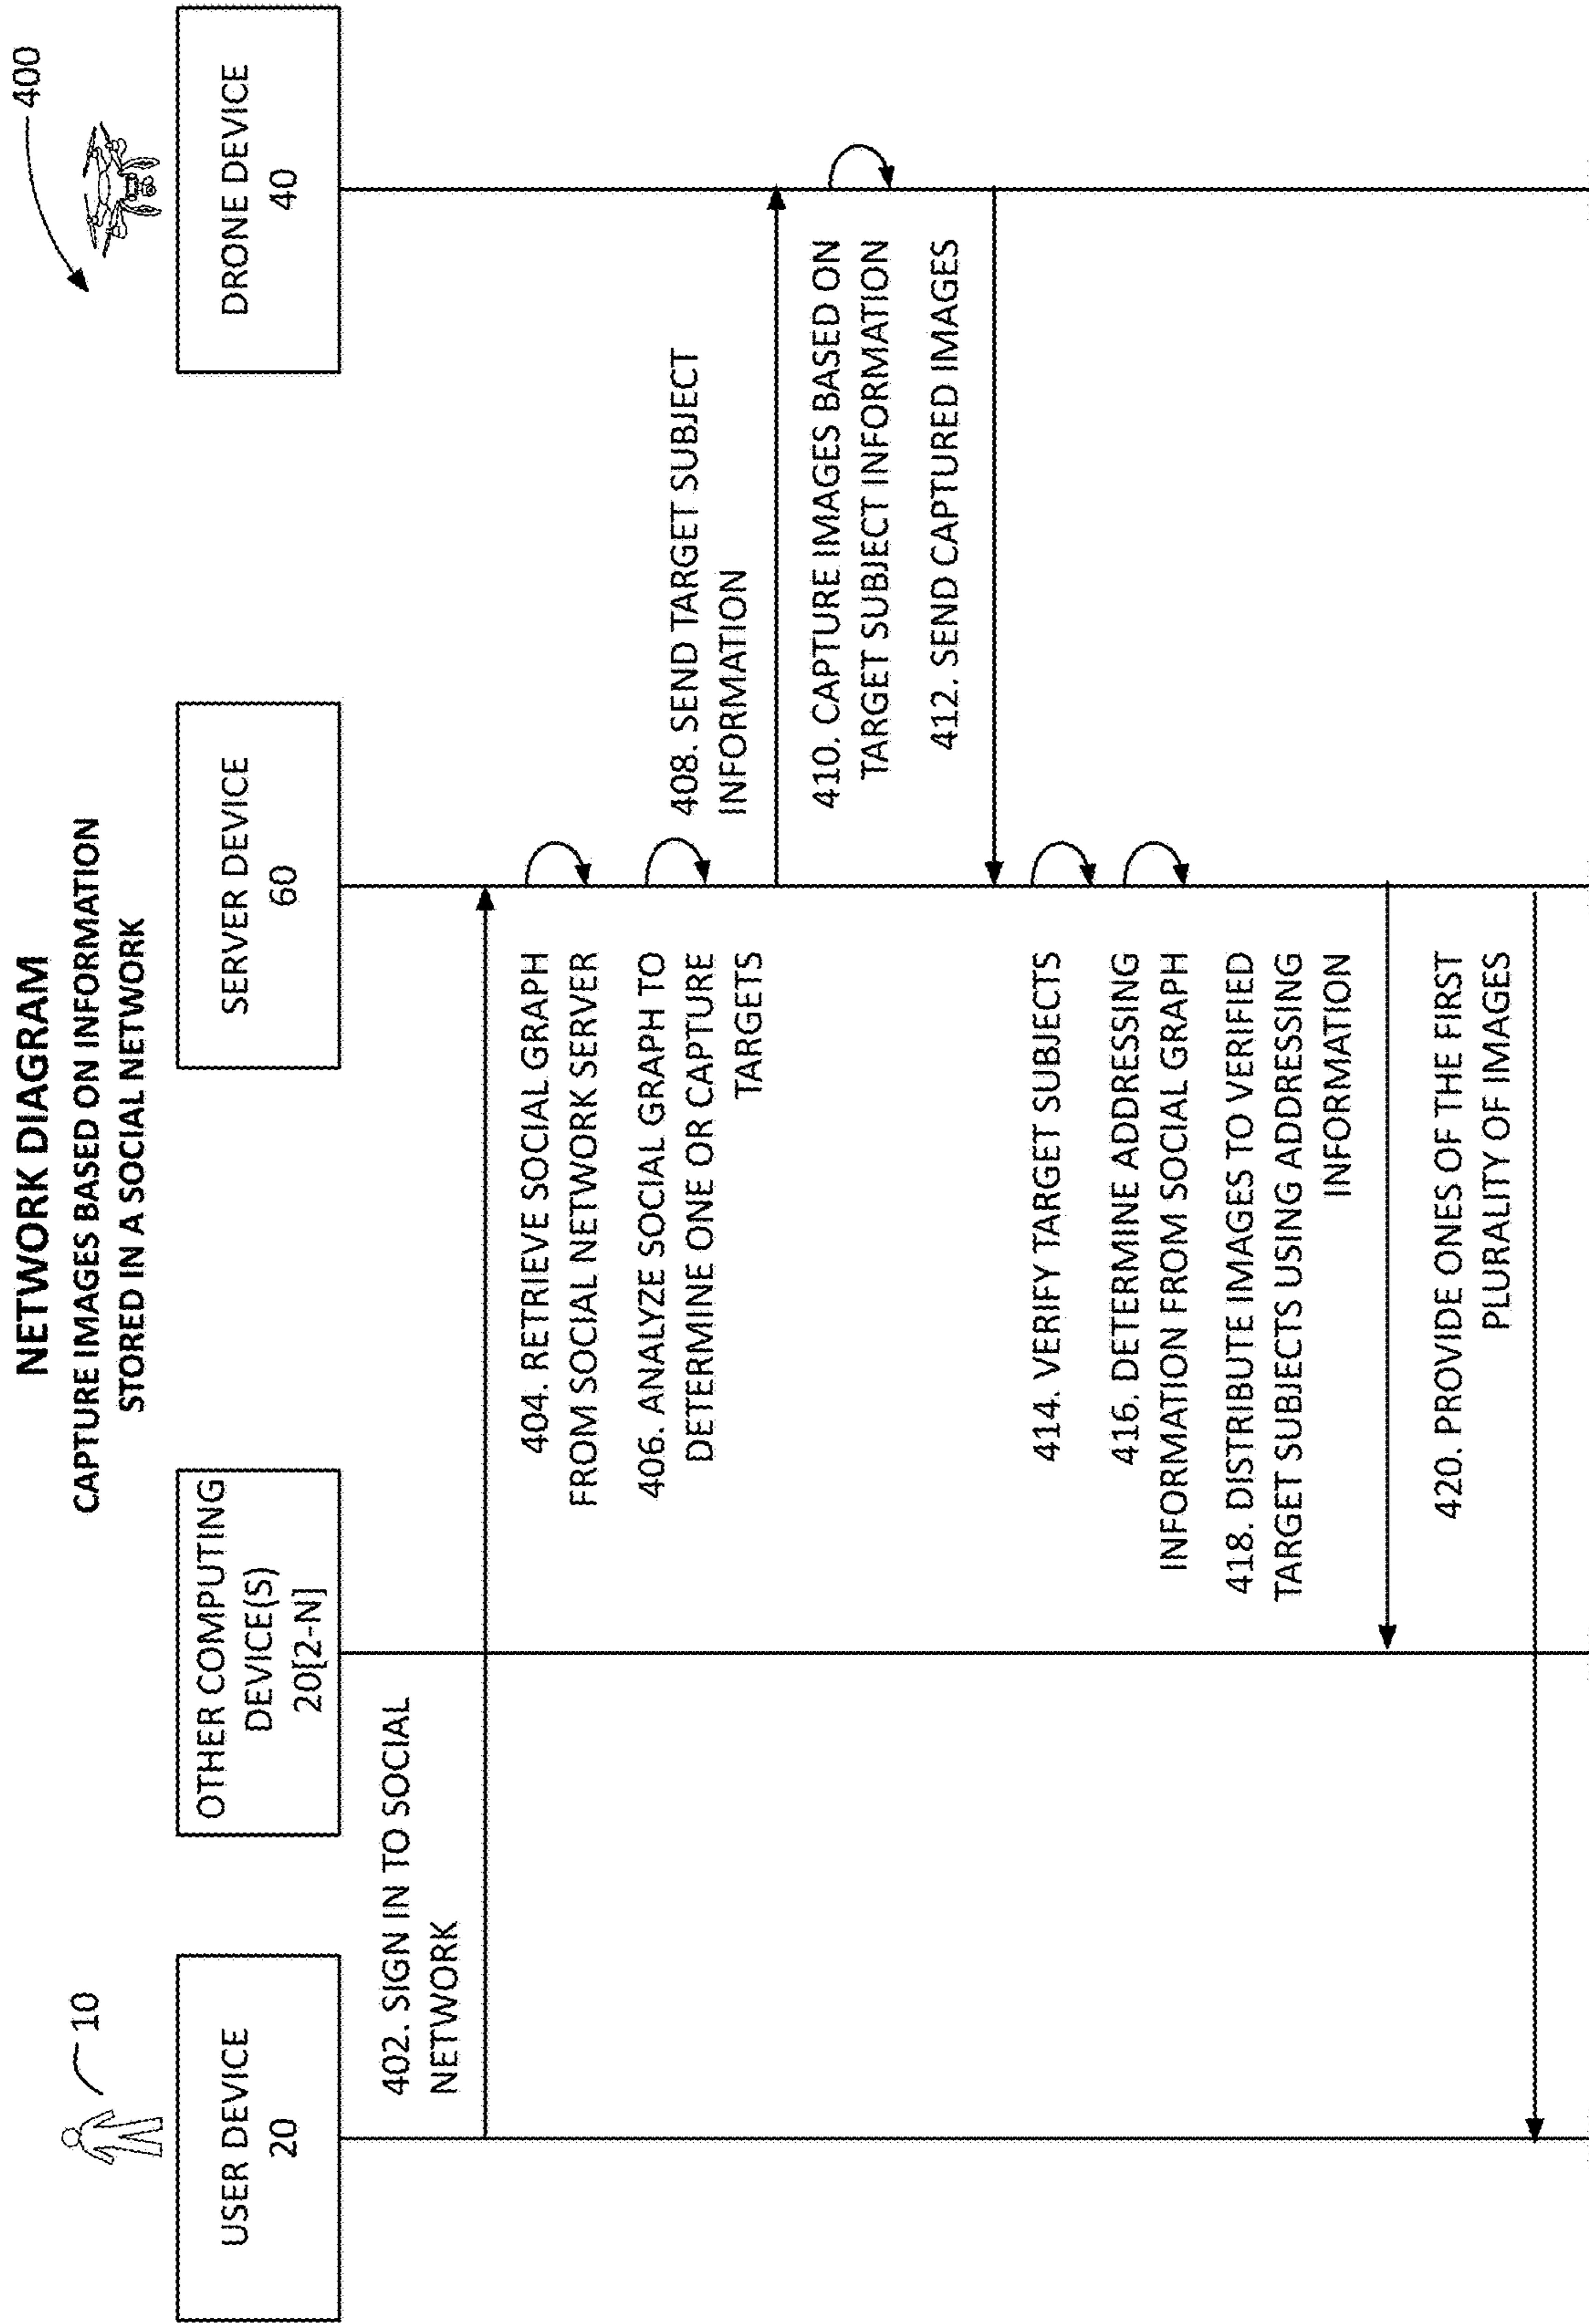 NETWORK DIAGRAM
CAPTURE IMAGES BASED ON INFORMATION
STORED IN A SOCIAL NETWORK
400
10
USER DEVICE
20
OTHER COMPUTING
DEVICE(S)
20[2-N]
SERVER DEVICE
60
DRONE DEVICE
40
402. SIGN IN TO SOCIAL
NETWORK
404. RETRIEVE SOCIAL GRAPH
FROM SOCIAL NETWORK SERVER
406. ANALYZE SOCIAL GRAPH TO
DETERMINE ONE OR CAPTURE
TARGETS
408. SEND TARGET SUBJECT
INFORMATION
410. CAPTURE IMAGES BASED ON
TARGET SUBJECT INFORMATION
412. SEND CAPTURED IMAGES
414. VERIFY TARGET SUBJECTS
416. DETERMINE ADDRESSING
INFORMATION FROM SOCIAL GRAPH
418. DISTRIBUTE IMAGES TO VERIFIED
TARGET SUBJECTS USING ADDRESSING
INFORMATION
420. PROVIDE ONES OF THE FIRST
PLURALITY OF IMAGES